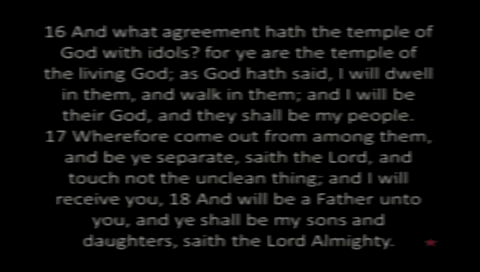 16 And what agreement hath the temple of
God with idols? for ye are the temple of
the living God; as God hath said, I will dwell
in them, and walk in them; and I will be
their God, and they shall be my people.
17 Wherefore come out from among them,
and be ye separate, saith the Lord, and
touch not the unclean thing; and I will
receive you, 18 And will be a Father unto
you, and ye shall be my sons and
daughters, saith the Lord Almighty.